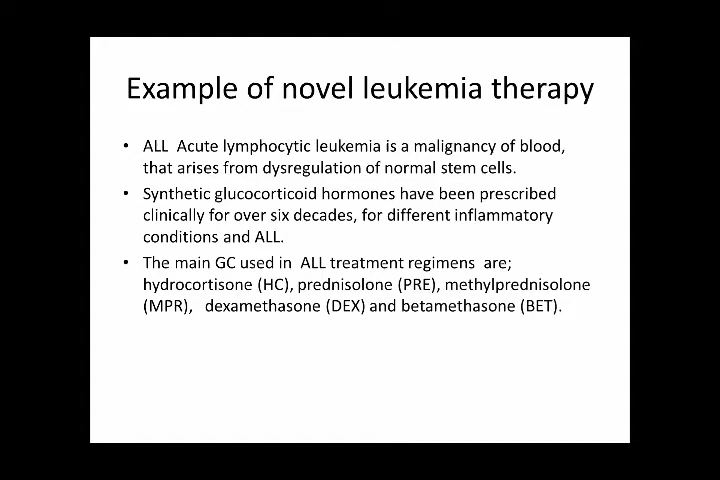 Example of novel leukemia therapy
• ALL Acute lymphocytic leukemia is a malignancy of blood,
that arises from dysregulation of normal stem cells.
• Synthetic glucocorticoid hormones have been prescribed
clinically for over six decades, for different inflammatory
conditions and ALL.
• The main GC used in ALL treatment regimens are;
hydrocortisone (HC), prednisolone (PRE), methylprednisolone
(MPR), dexamethasone (DEX) and betamethasone (BET).